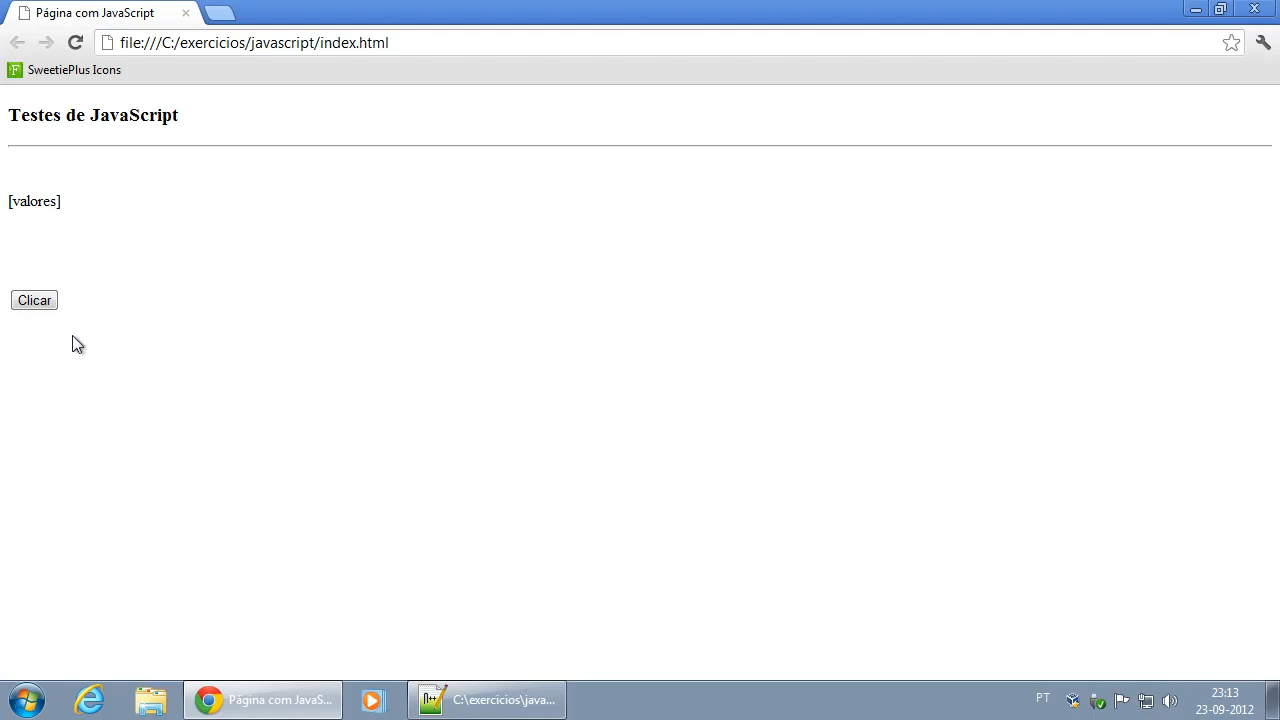 Página com JavaScript
file:///C:/exercicios/javascript/index.html
SweetiePlus Icons
Testes de JavaScript
[valores]
Clicar
Página com JavaS...
C:\exercicios\java...
PT
23:13
23-09-2012